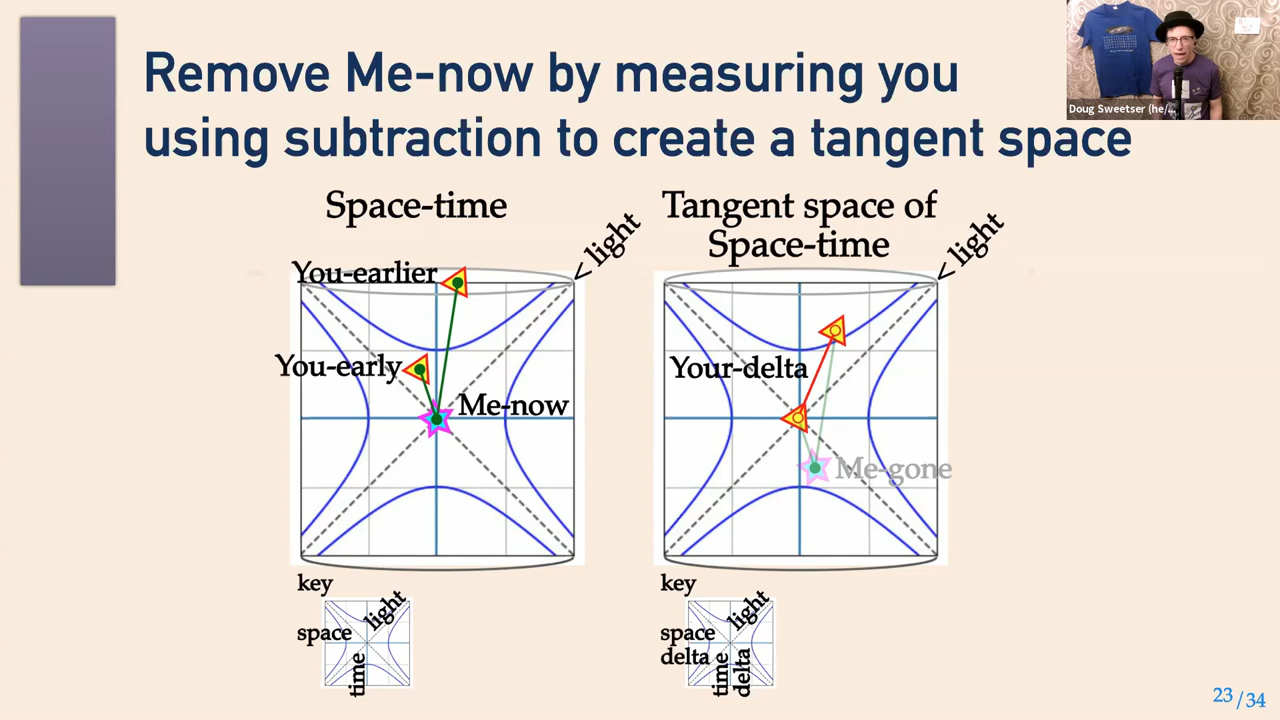 Remove Me-now by measuring you
using subtraction to create a tangent space
Doug Sweetser (he/...
Space-time
< light
You-earlier
You-early
Me-now
key
light
space
time
Tangent space of
Space-time
< light
Your-delta
Me-gone
key
light
space
delta
time
delta
23/34